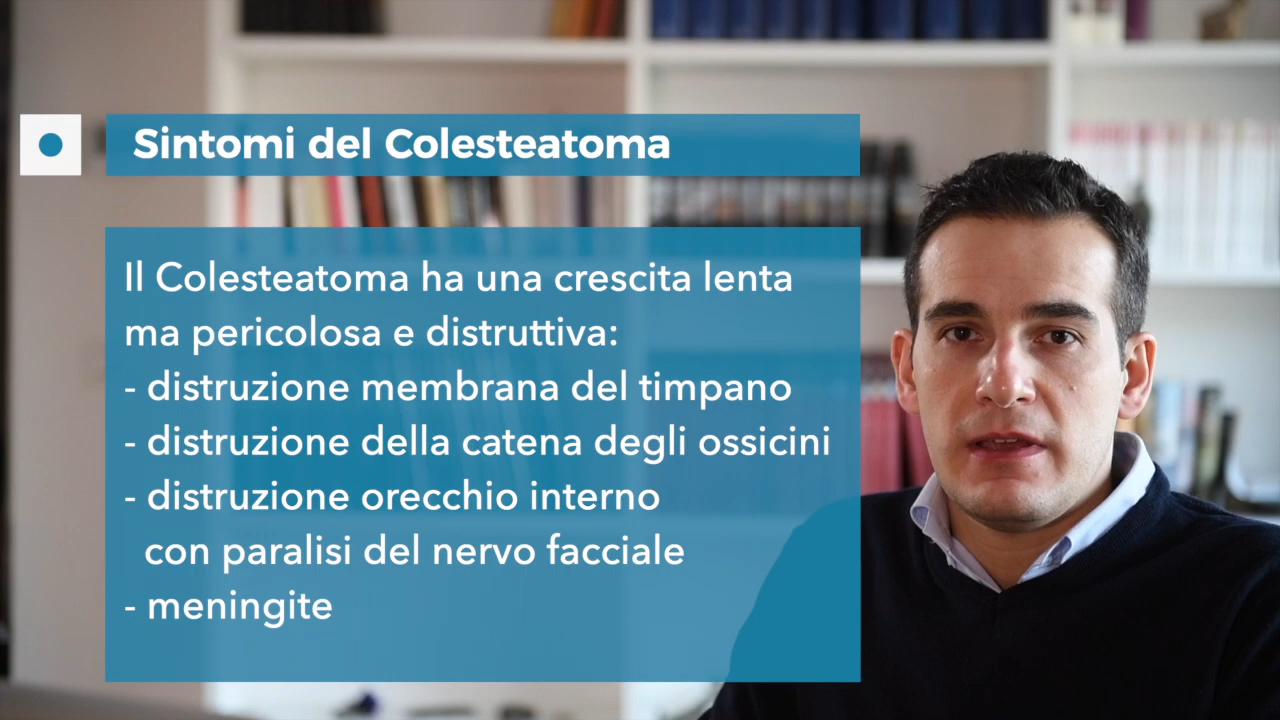 Sintomi del Colesteatoma
Il Colesteatoma ha una crescita lenta
ma pericolosa e distruttiva:
- distruzione membrana del timpano
- distruzione della catena degli ossicini
- distruzione orecchio interno
con paralisi del nervo facciale
- meningite